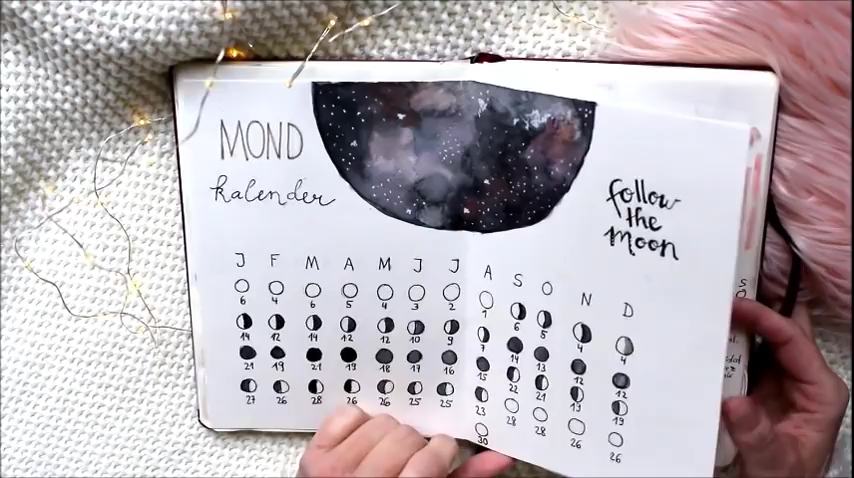 MOND
kalender
follow
the
moon
J F M A M J J A S O N D
6 4 6 5 4 3 2 1 6 5 4 4
14 12 14 12 12 10 9 7 14 13 12 12
21 19 21 19 18 17 16 15 22 21 19 19
27 26 28 26 26 25 25 23 28 28 26 26
30